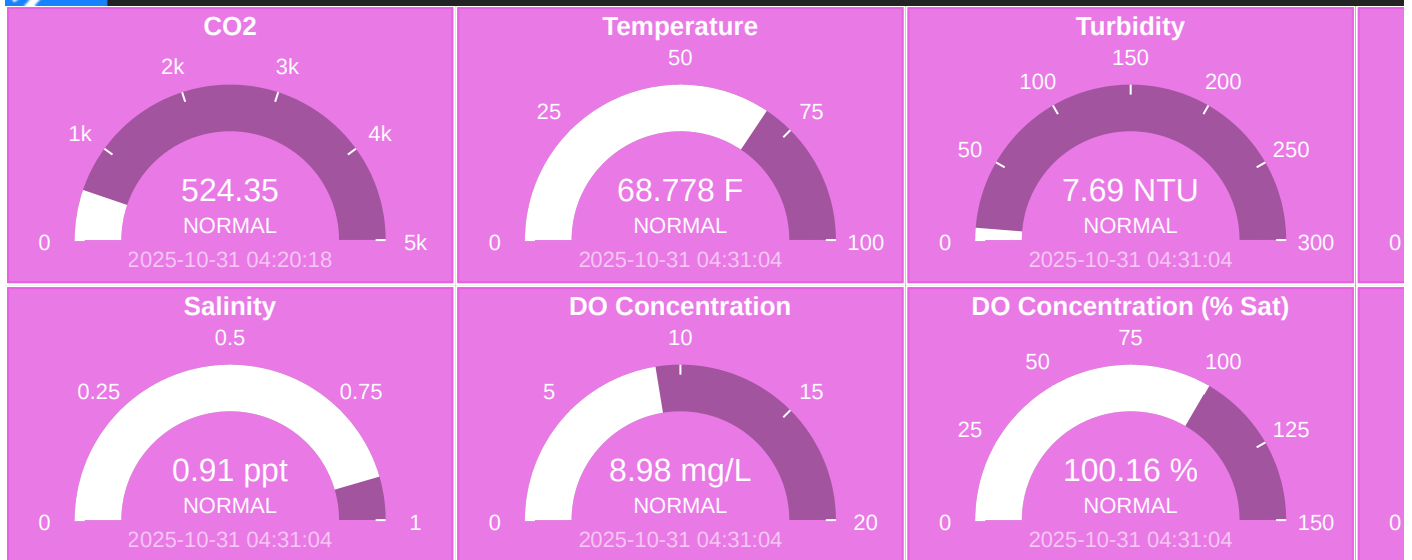 CO2
0
1k
2k
3k
4k
5k
524.35
NORMAL
2025-10-31 04:20:18
Temperature
0
25
50
75
100
68.778 F
NORMAL
2025-10-31 04:31:04
Turbidity
0
50
100
150
200
250
300
7.69 NTU
NORMAL
2025-10-31 04:31:04
0
Salinity
0
0.25
0.5
0.75
1
0.91 ppt
NORMAL
2025-10-31 04:31:04
DO Concentration
0
5
10
15
20
8.98 mg/L
NORMAL
2025-10-31 04:31:04
DO Concentration (% Sat)
0
25
50
75
100
125
150
100.16 %
NORMAL
2025-10-31 04:31:04
0